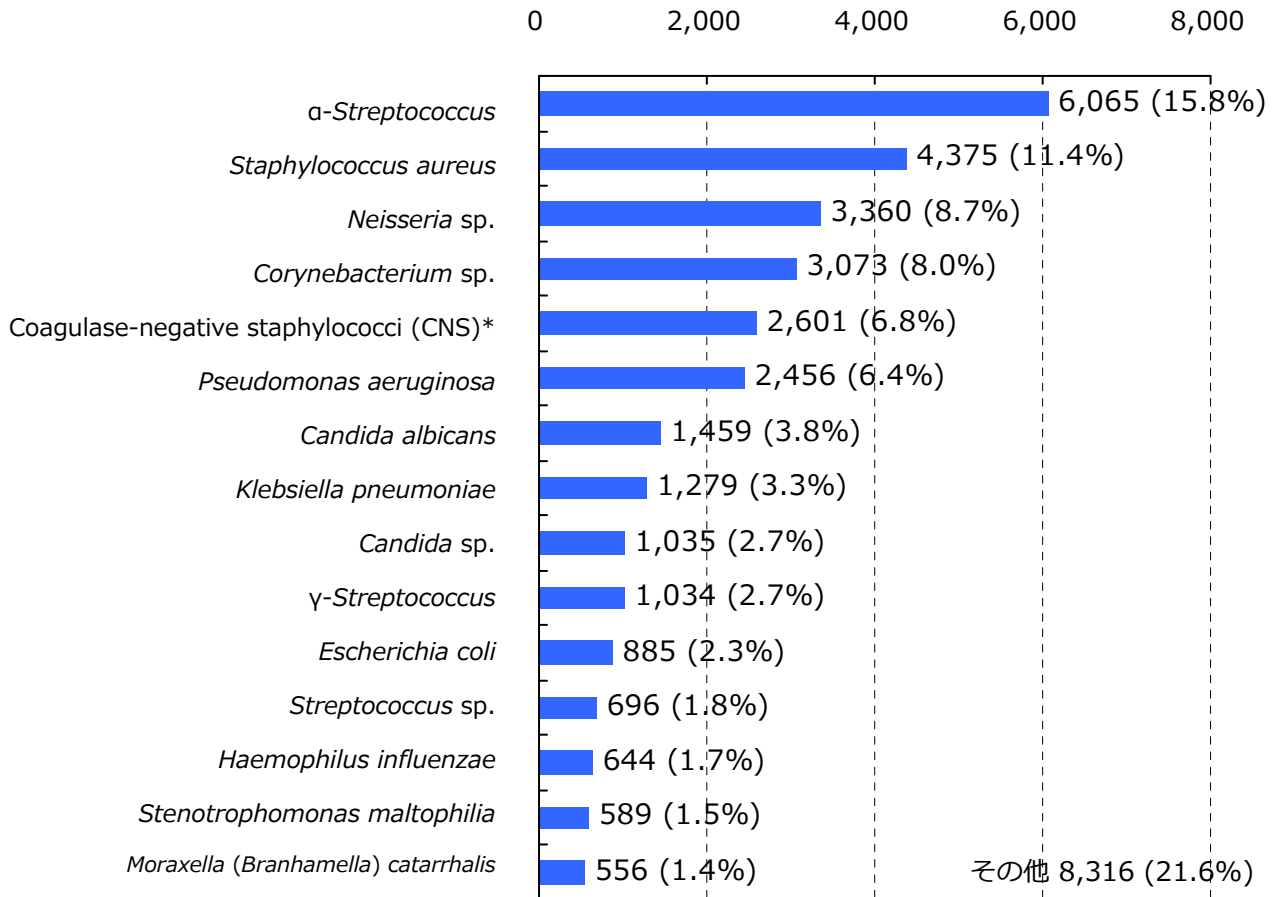 0 2,000 4,000 6,000 8,000
α-Streptococcus 6,065 (15.8%)
Staphylococcus aureus 4,375 (11.4%)
Neisseria sp. 3,360 (8.7%)
Corynebacterium sp. 3,073 (8.0%)
Coagulase-negative staphylococci (CNS)* 2,601 (6.8%)
Pseudomonas aeruginosa 2,456 (6.4%)
Candida albicans 1,459 (3.8%)
Klebsiella pneumoniae 1,279 (3.3%)
Candida sp. 1,035 (2.7%)
γ-Streptococcus 1,034 (2.7%)
Escherichia coli 885 (2.3%)
Streptococcus sp. 696 (1.8%)
Haemophilus influenzae 644 (1.7%)
Stenotrophomonas maltophilia 589 (1.5%)
Moraxella (Branhamella) catarrhalis 556 (1.4%) その他 8,316 (21.6%)